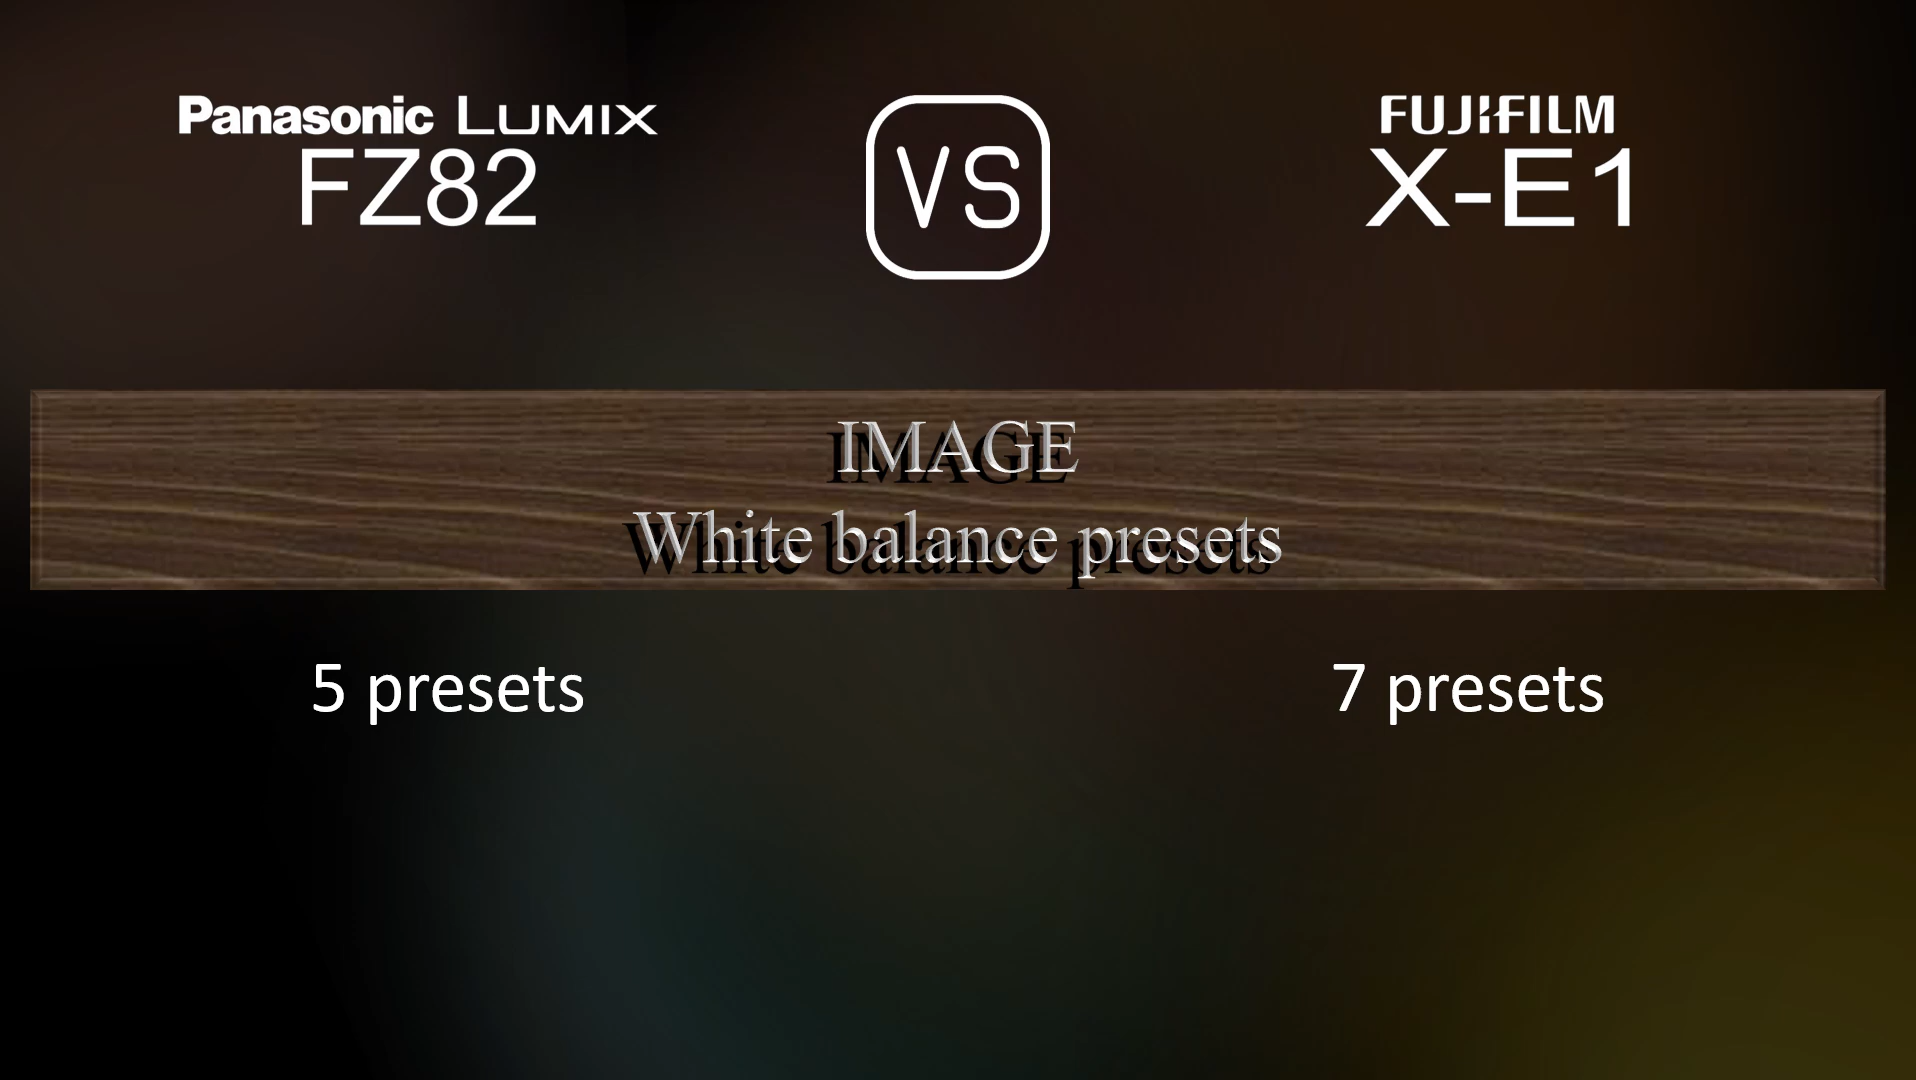 Panasonic LUMIX
FZ82
VS
FUJIFILM
X-E1
IMAGE
White balance presets
5 presets
7 presets